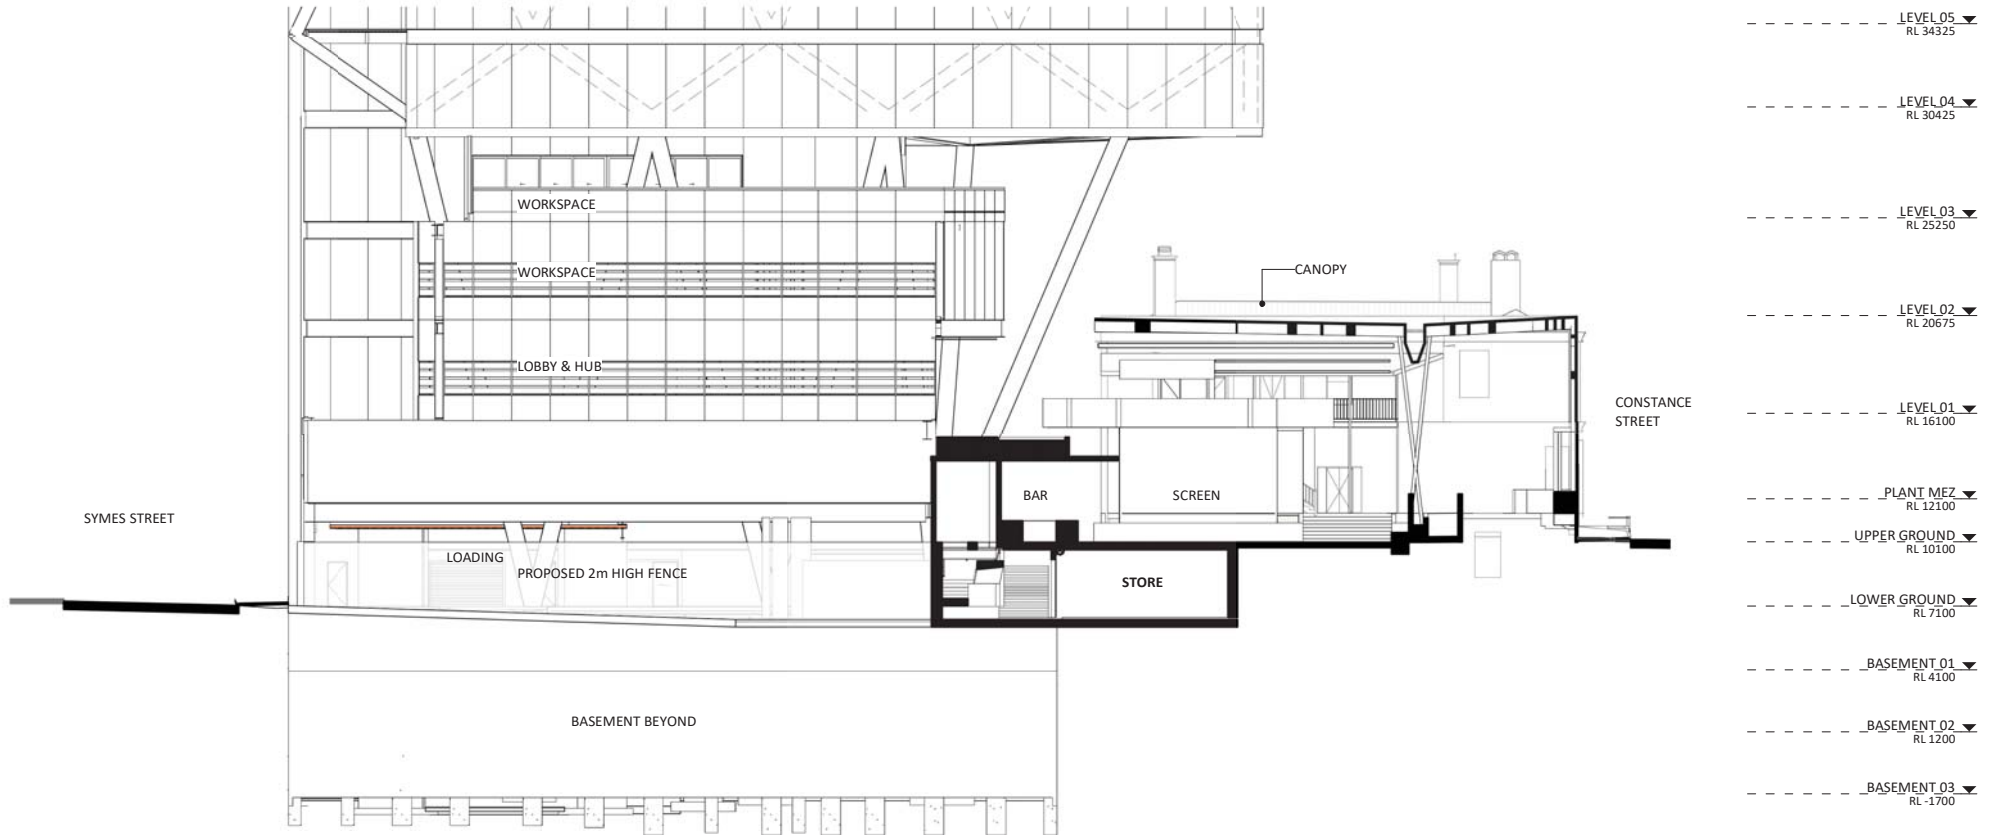 LEVEL 05
RL 34325
LEVEL 04
RL 30425
WORKSPACE
LEVEL 03
RL 25250
WORKSPACE
CANOPY
LEVEL 02
RL 20675
LOBBY & HUB
CONSTANCE
STREET
LEVEL 01
RL 16100
BAR
SCREEN
PLANT MEZ
RL 12100
SYMES STREET
UPPER GROUND
RL 10100
LOADING
PROPOSED 2m HIGH FENCE
STORE
LOWER GROUND
RL 7100
BASEMENT 01
RL 4100
BASEMENT BEYOND
BASEMENT 02
RL 1200
BASEMENT 03
RL -1700